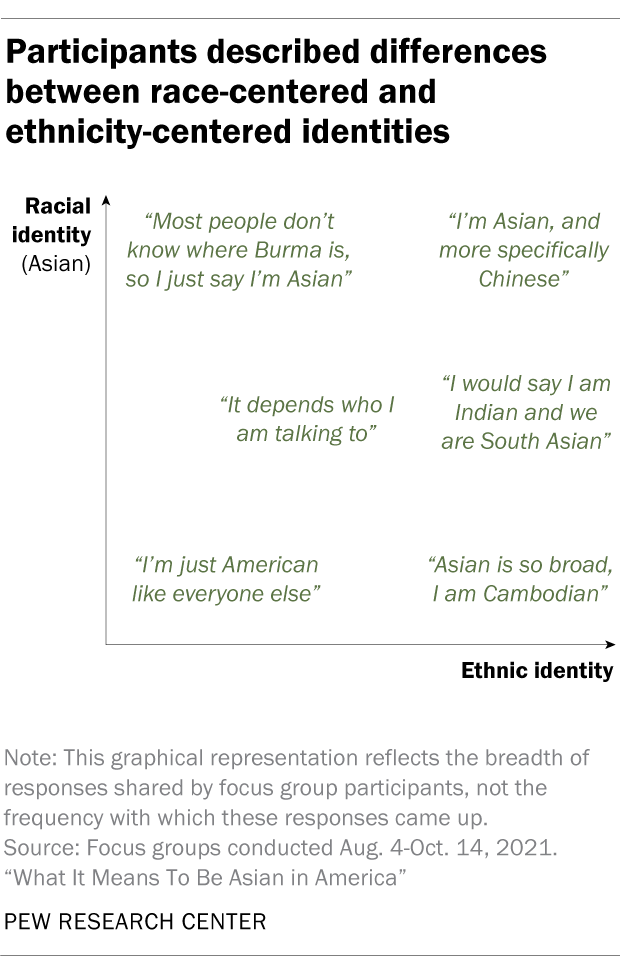 Participants described differences
between race-centered and
ethnicity-centered identities
Racial
identity
(Asian)
“Most people don’t
know where Burma is,
so I just say I’m Asian”
“I’m Asian, and
more specifically
Chinese”
“It depends who I
am talking to”
“I would say I am
Indian and we
are South Asian”
“I’m just American
like everyone else”
“Asian is so broad,
I am Cambodian”
Ethnic identity
Note: This graphical representation reflects the breadth of
responses shared by focus group participants, not the
frequency with which these responses came up.
Source: Focus groups conducted Aug. 4-Oct. 14, 2021.
“What It Means To Be Asian in America”
PEW RESEARCH CENTER